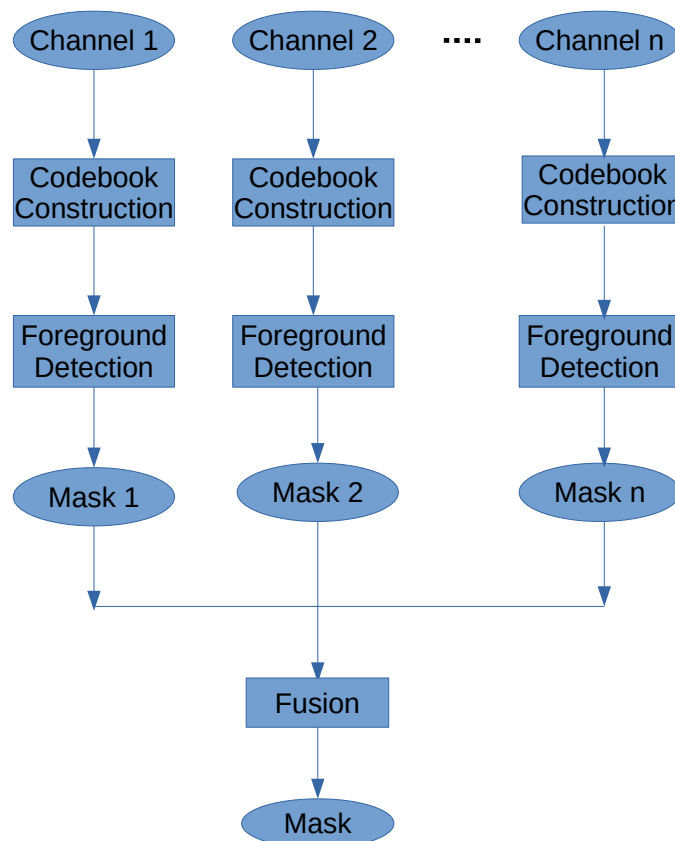 Channel 1
Channel 2
....
Channel n
Codebook
Construction
Codebook
Construction
Codebook
Construction
Foreground
Detection
Foreground
Detection
Foreground
Detection
Mask 1
Mask 2
Mask n
Fusion
Mask